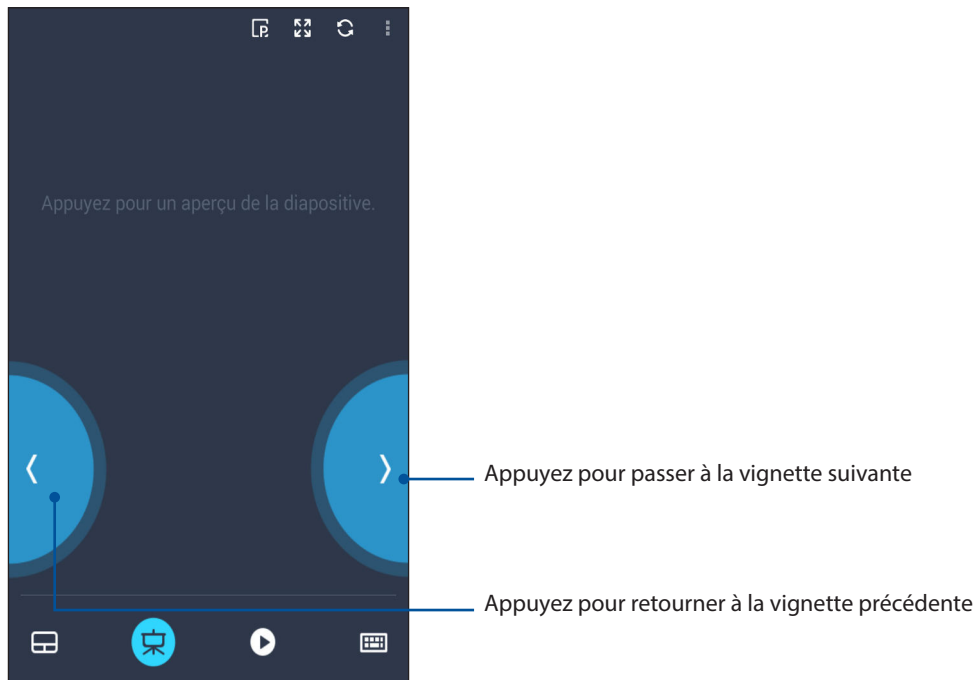 Appuyez pour un aperçu de la diapositive.
Appuyez pour passer à la vignette suivante
Appuyez pour retourner à la vignette précédente